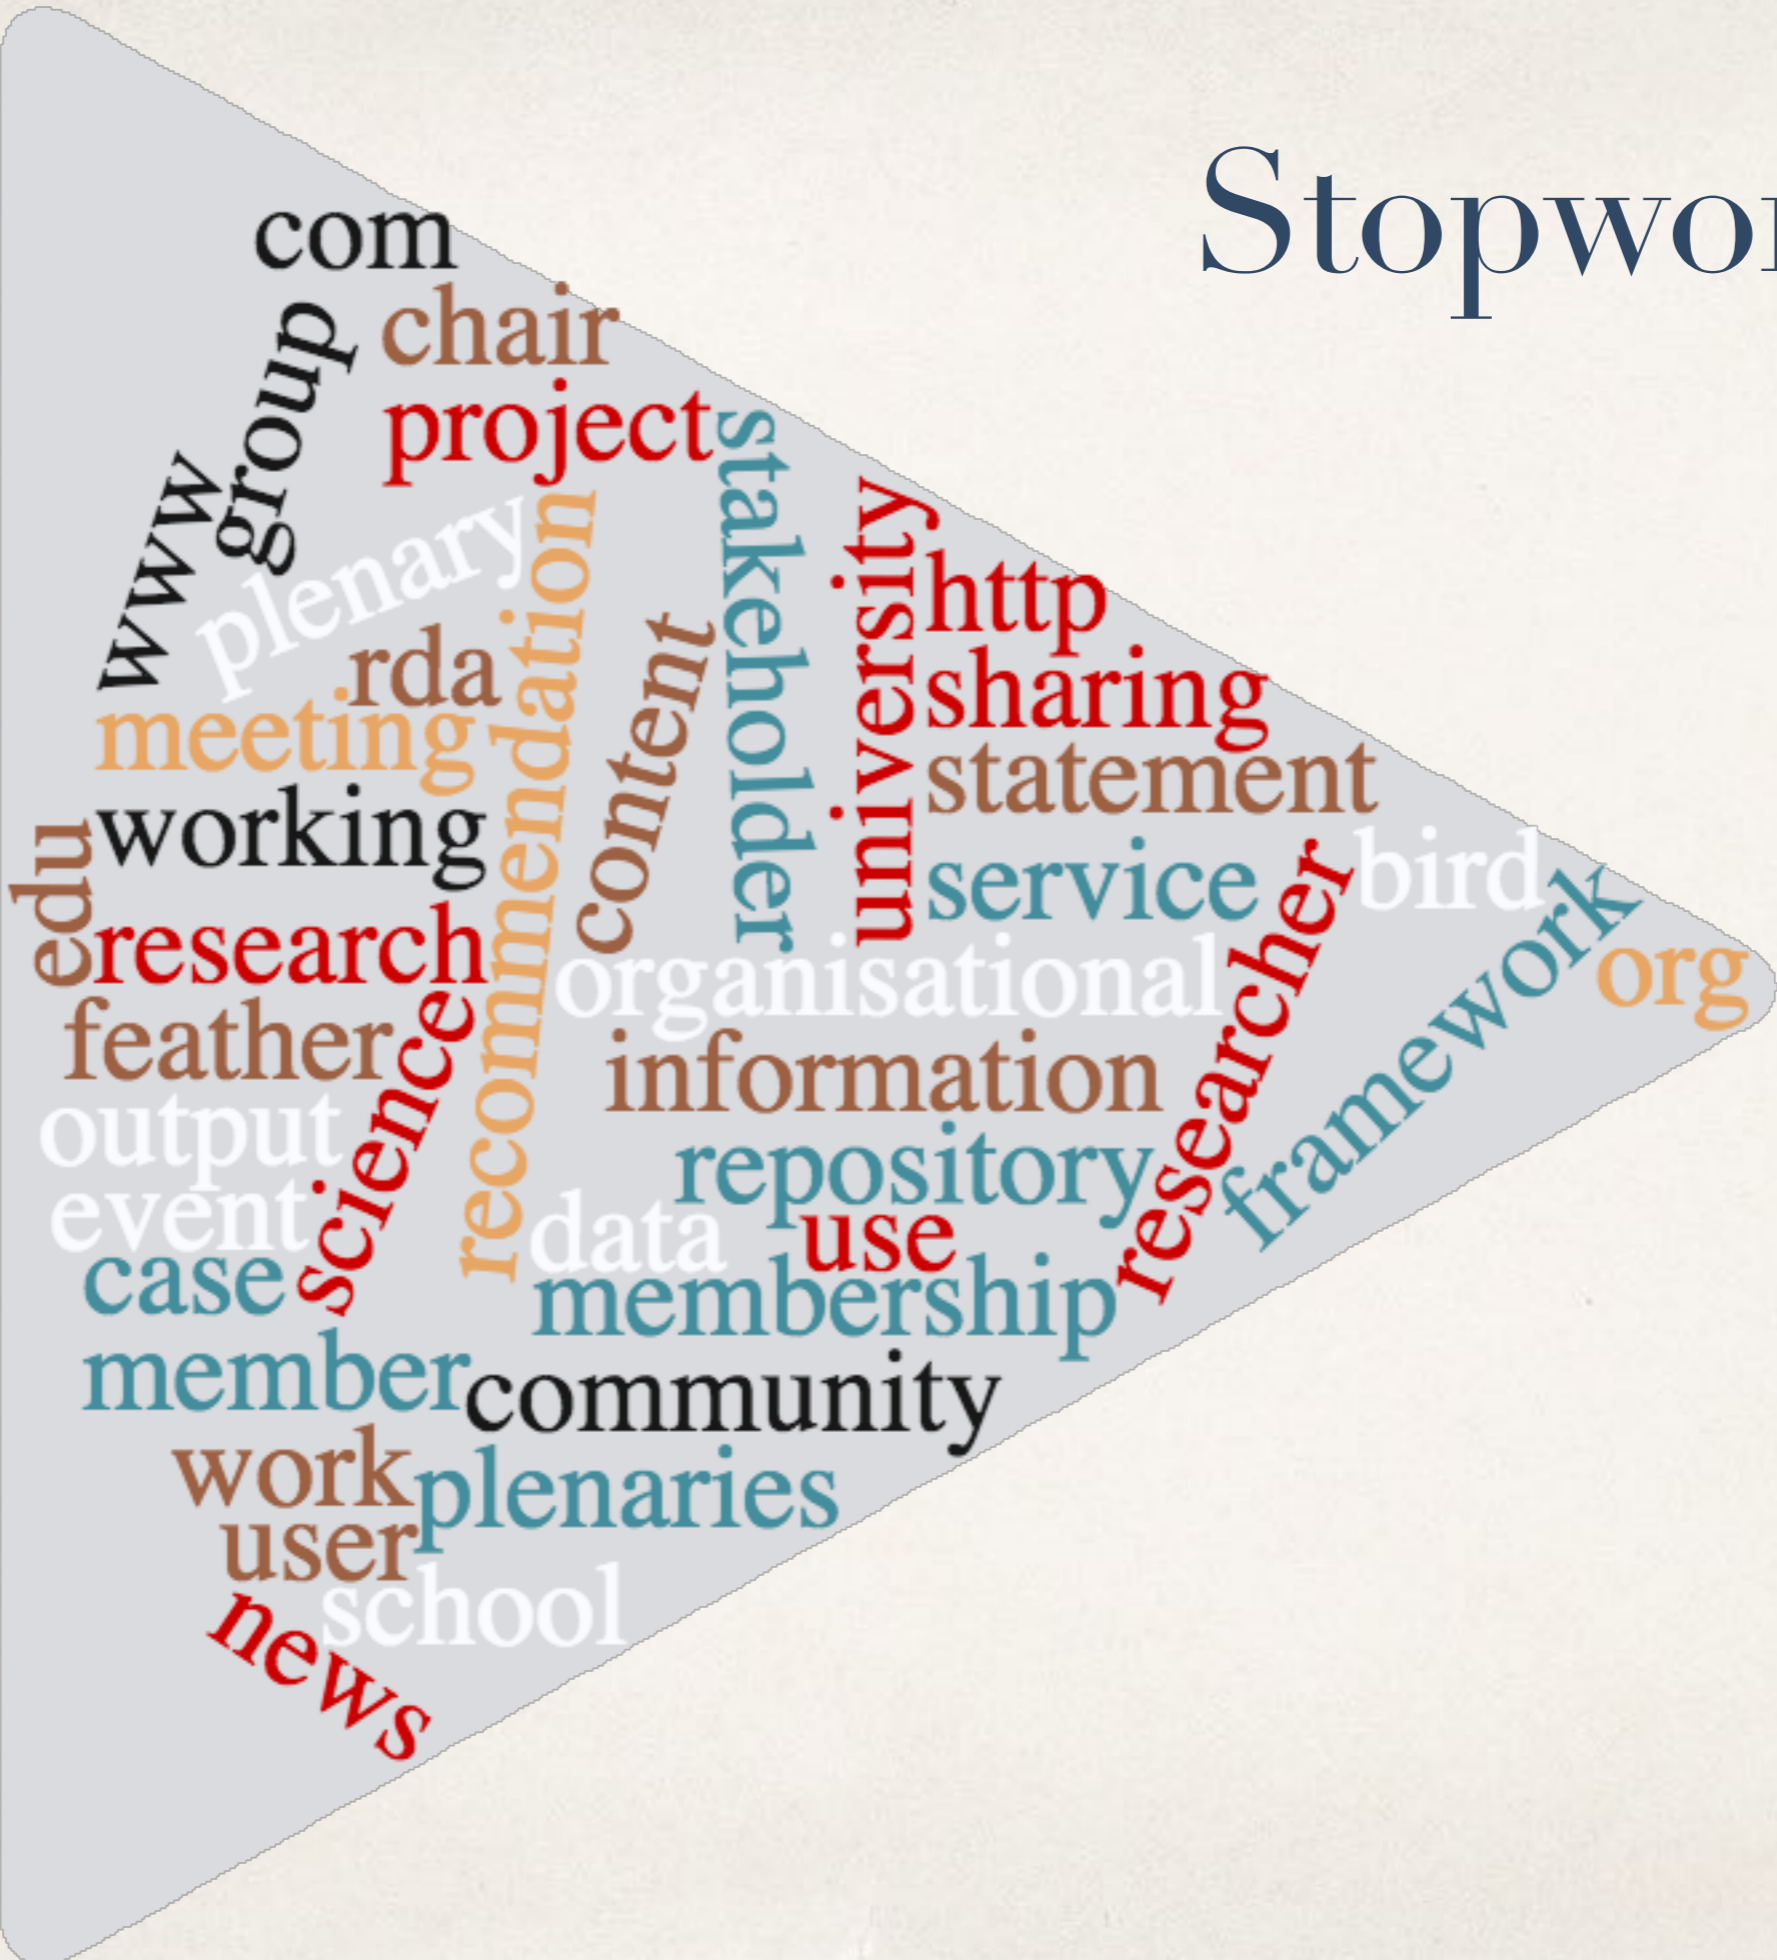 Stopwor
com
chair
group
project
www
plenary
stakeholder
recommendation
university
http
content
rda
sharing
meeting
statement
working
edu
service
bird
researcher
framework
research
organisational
org
feather
science
information
output
repository
event
data
use
case
membership
member
community
work
plenaries
user
school
news